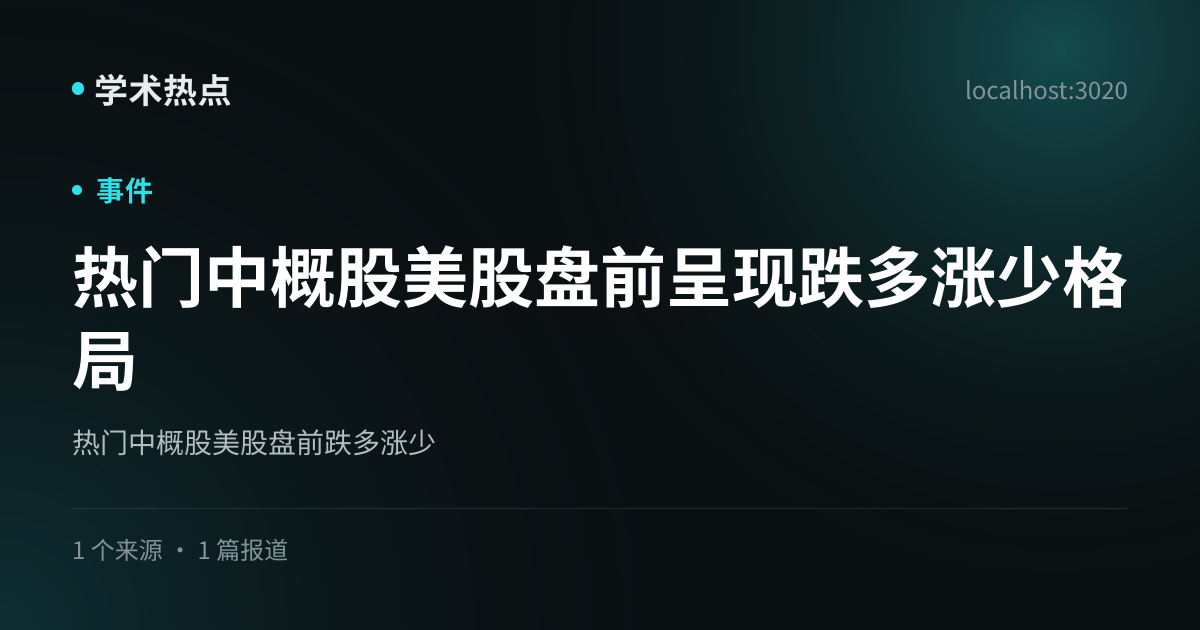 学术热点
localhost:3020
事件
热门中概股美股盘前呈现跌多涨少格
局
热门中概股美股盘前跌多涨少
1 个来源 · 1 篇报道